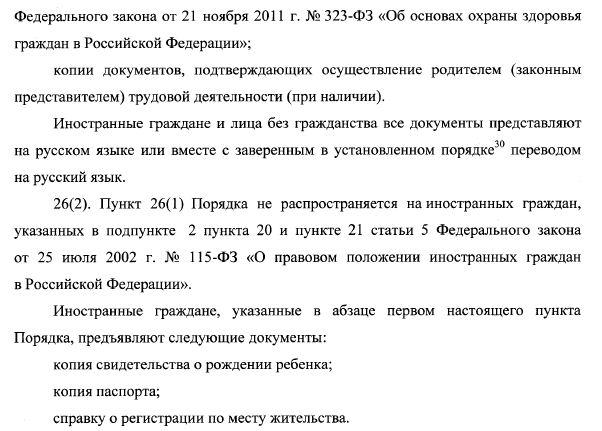 Федерального закона от 21 ноября 2011 г. № 323-ФЗ «Об основах охраны здоровья
граждан в Российской Федерации»;
копии документов, подтверждающих осуществление родителем (законным
представителем) трудовой деятельности (при наличии).
Иностранные граждане и лица без гражданства все документы представляют
на русском языке или вместе с заверенным в установленном порядке30 переводом
на русский язык.
26(2). Пункт 26(1) Порядка не распространяется на иностранных граждан,
указанных в подпункте 2 пункта 20 и пункте 21 статьи 5 Федерального закона
от 25 июля 2002 г. № 115-ФЗ «О правовом положении иностранных граждан
в Российской Федерации».
Иностранные граждане, указанные в абзаце первом настоящего пункта
Порядка, предъявляют следующие документы:
копия свидетельства о рождении ребенка;
копия паспорта;
справку о регистрации по месту жительства.